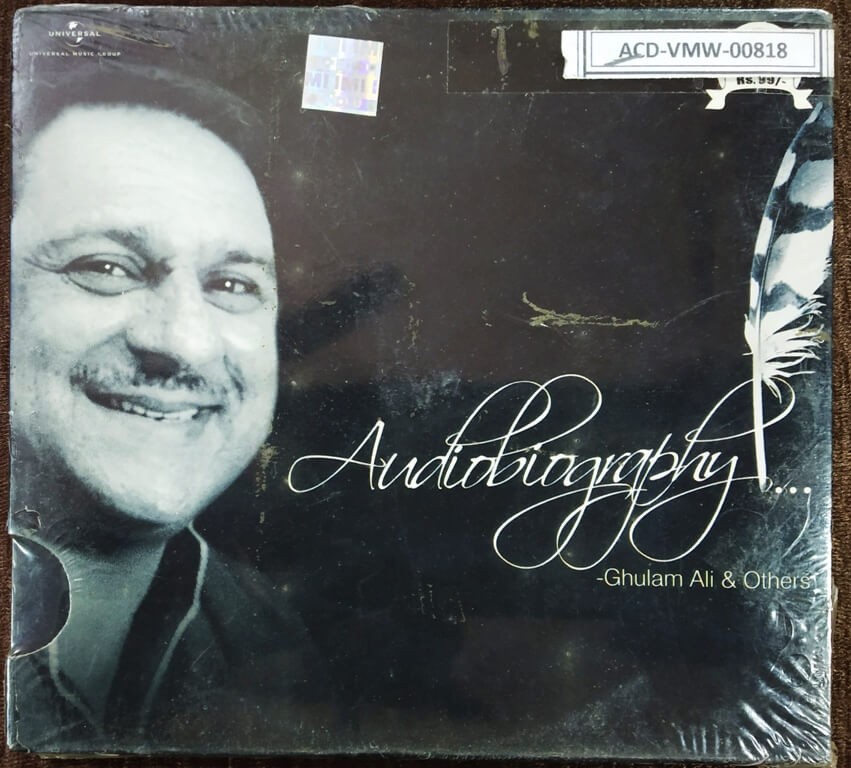 UNIVERSAL
UNIVERSAL MUSIC GROUP
ACD-VMW-00818
Rs.99/-
Audiobiography...
-Ghulam Ali & Others